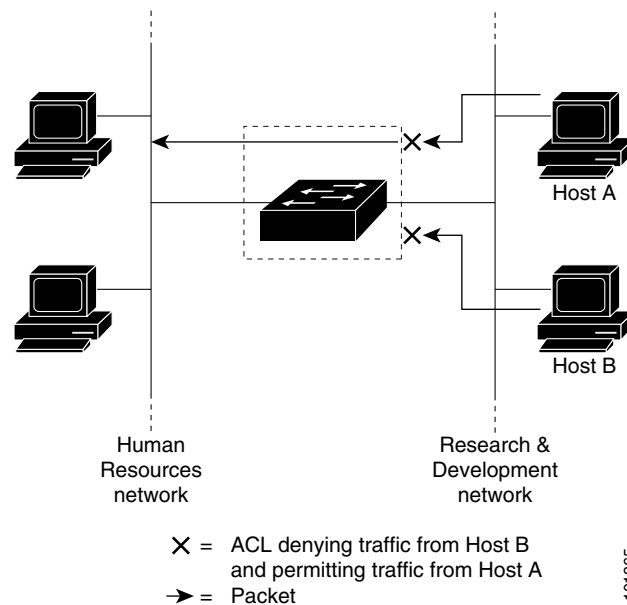 Host A
Host B
Human
Resources
network
Research &
Development
network
X = ACL denying traffic from Host B
and permitting traffic from Host A
= Packet